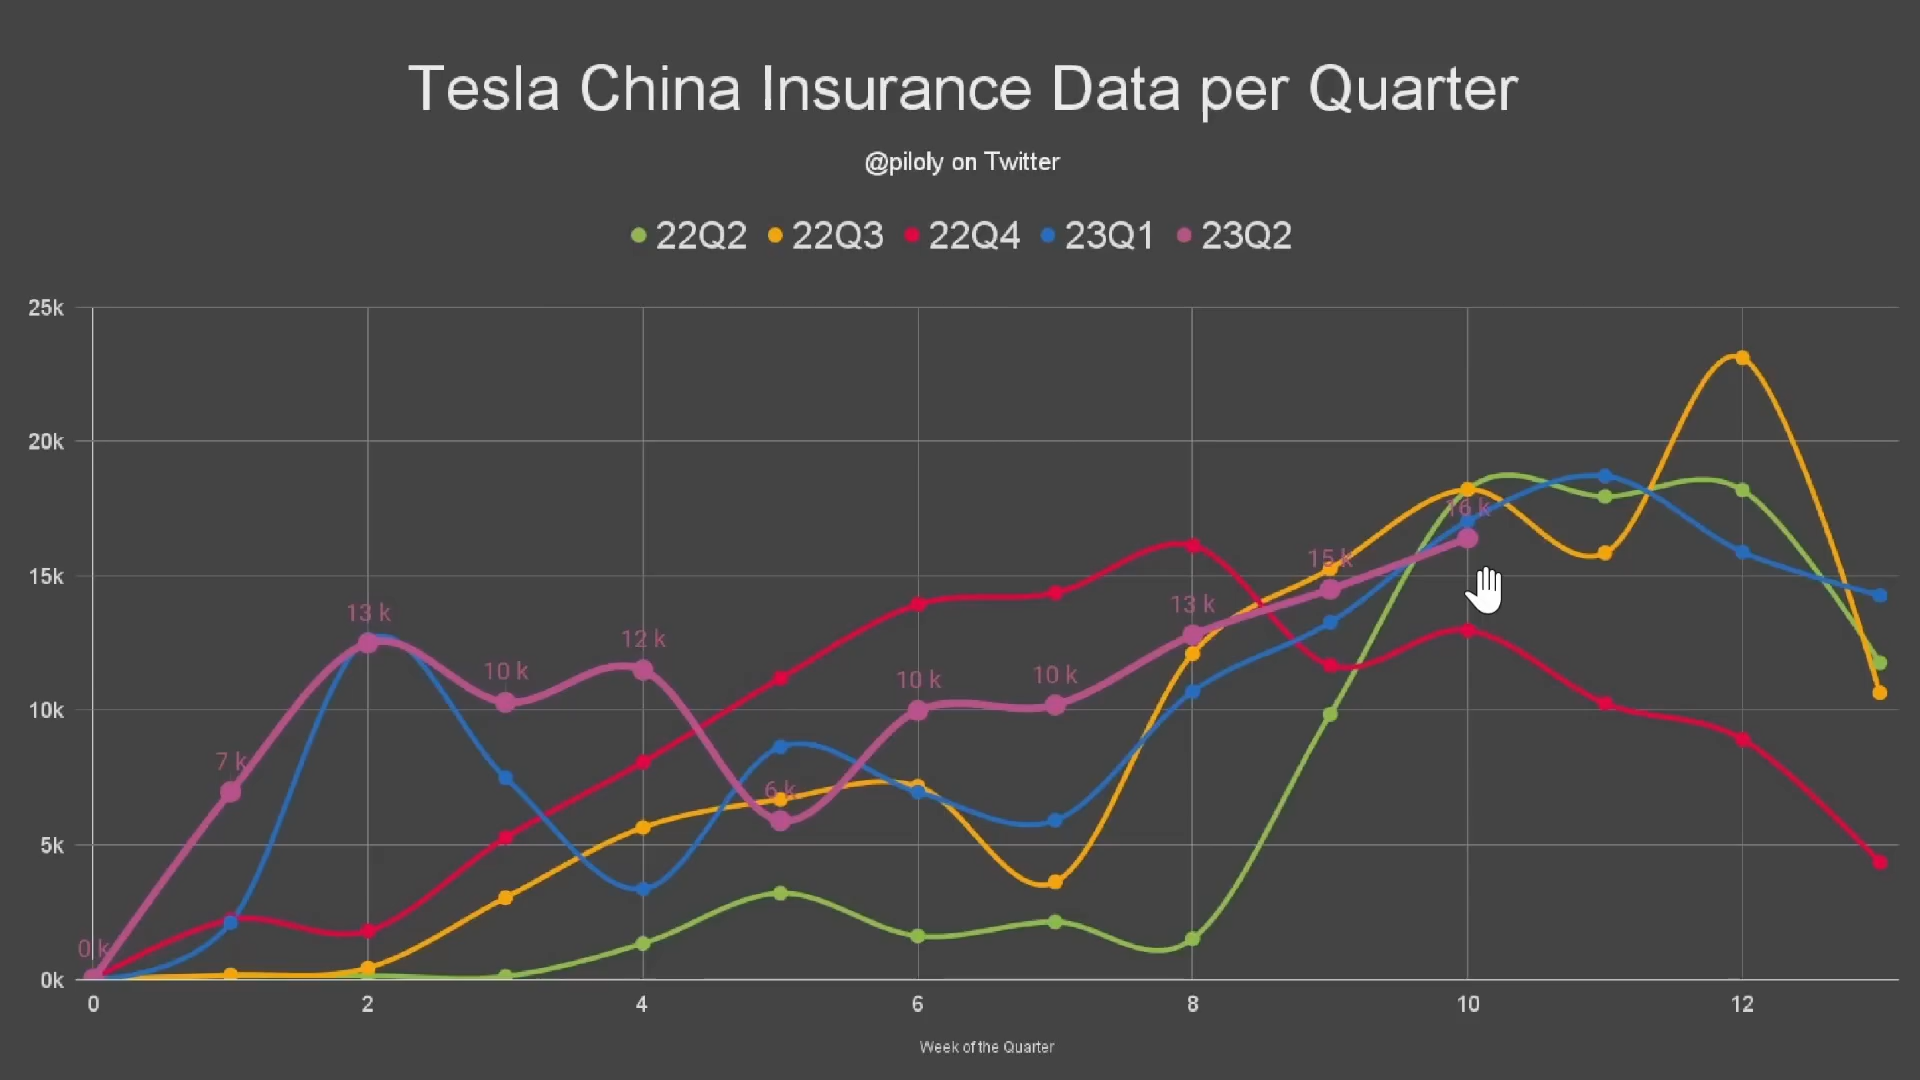 Tesla China Insurance Data per Quarter
@piloly on Twitter
22Q2 22Q3 22Q4 23Q1 23Q2
25k
20k
16 k
15 k
15k
13 k
13 k
12 k
10 k
10 k
10 k
10k
7 k
6 k
5k
0 k
0k
0 2 4 6 8 10 12
Week of the Quarter